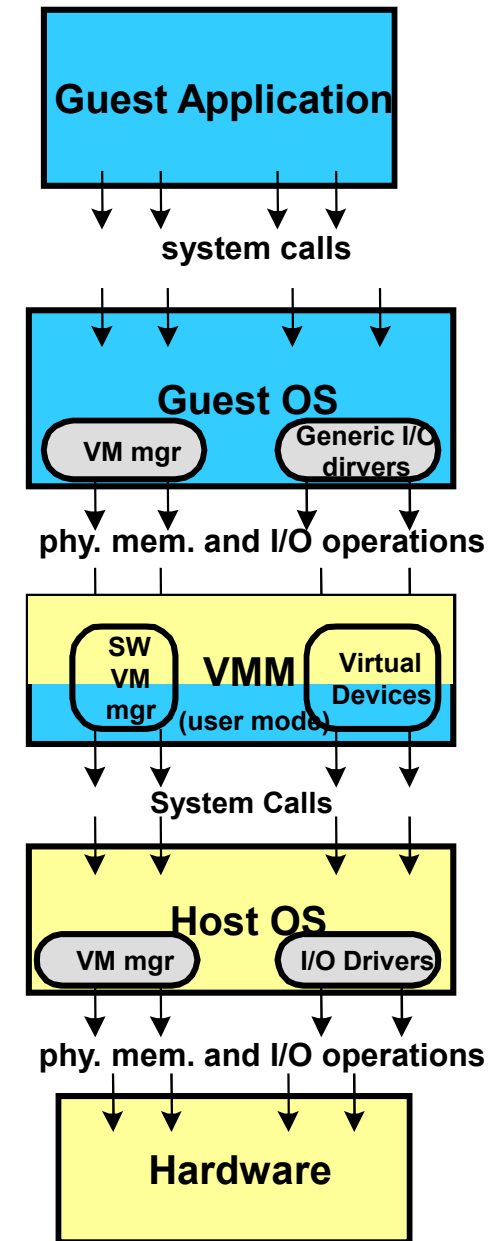 Guest Application
system calls
Guest OS
VM mgr
Generic I/O
dirvers
phy. mem. and I/O operations
SW
VM
mgr
VMM
(user mode)
Virtual
Devices
System Calls
Host OS
VM mgr
I/O Drivers
phy. mem. and I/O operations
Hardware